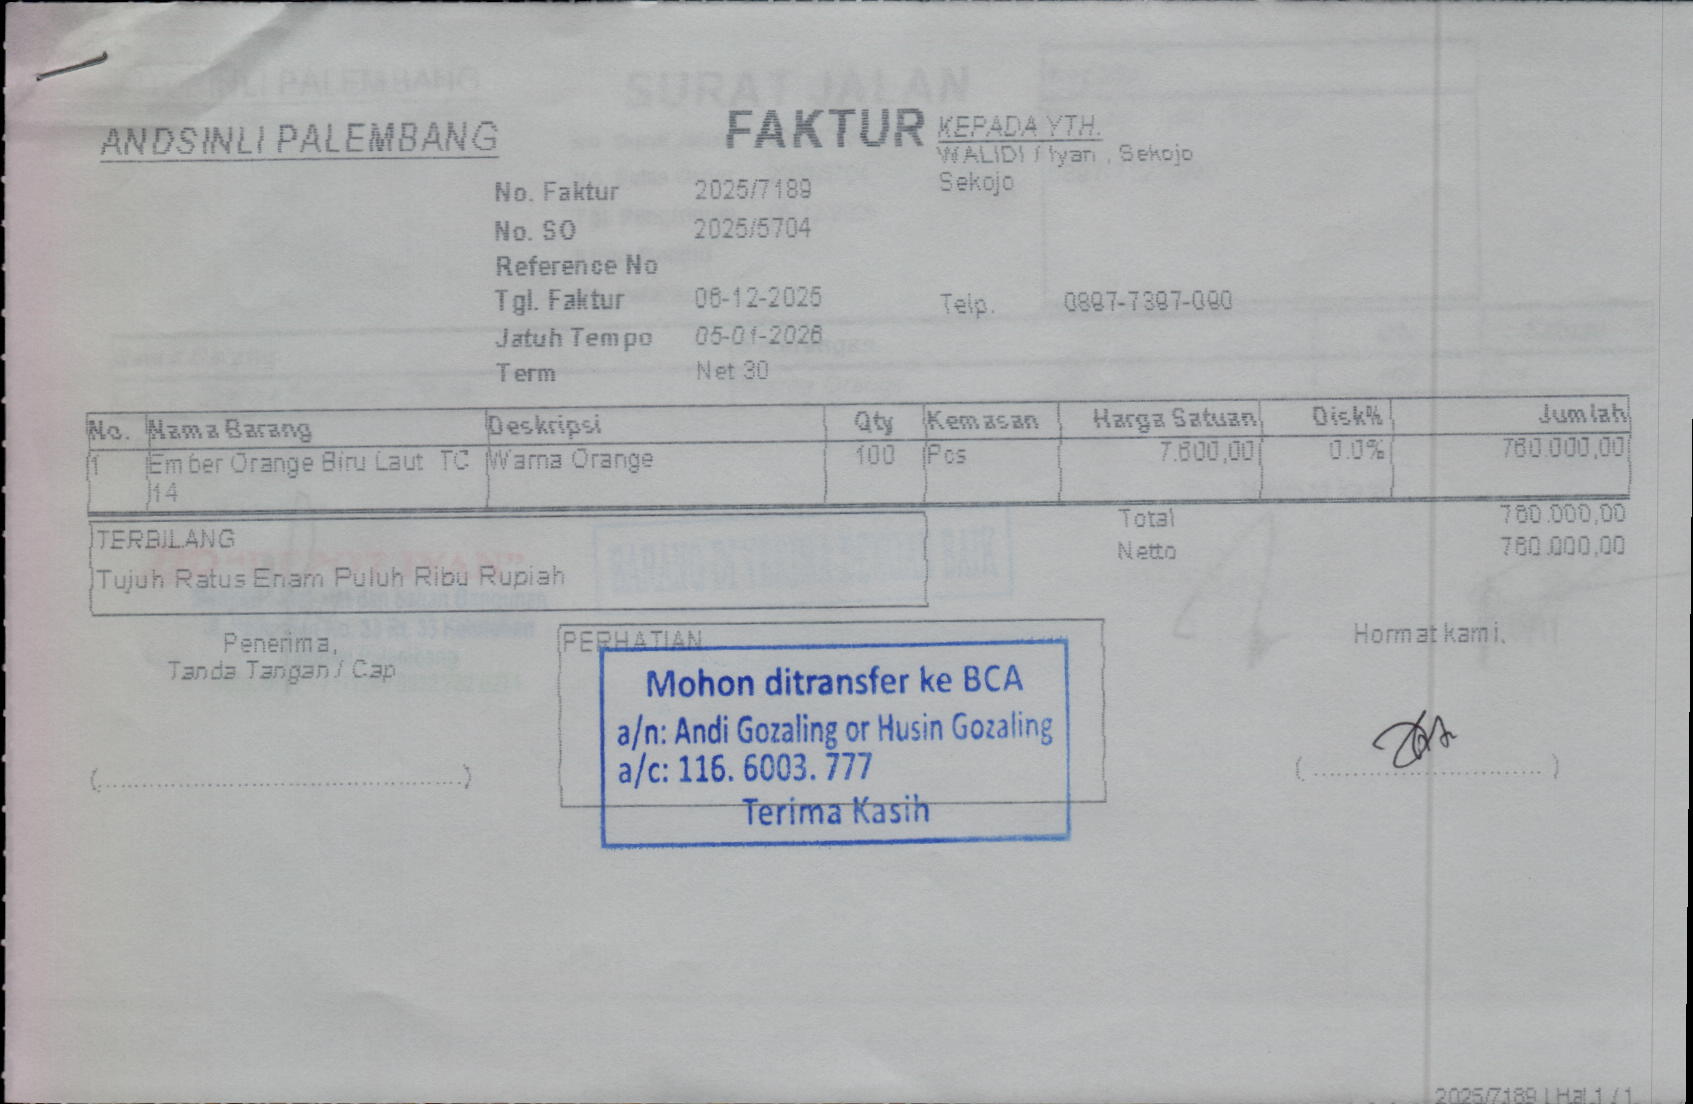 ANDSINLI PALEMBANG
FAKTUR
KEPADA YTH.
WALIDI / Iyan , Sekojo
Sekojo
No. Faktur 2025/7189
No. SO 2025/5704
Reference No
Tgl. Faktur 06-12-2025
Telp. 0897-7397-090
Jatuh Tempo 05-01-2026
Term Net 30
No. Nama Barang Deskripsi Qty Kemasan Harga Satuan Disk% Jumlah
1 Ember Orange Biru Laut TC Warna Orange 100 Pcs 7.600,00 0.0% 760.000,00
14
Total 760.000,00
TERBILANG
Netto 760.000,00
Tujuh Ratus Enam Puluh Ribu Rupiah
Penerima,
Tanda Tangan / Cap
PERHATIAN
Hormat kami,
Mohon ditransfer ke BCA
a/n: Andi Gozaling or Husin Gozaling
a/c: 116. 6003. 777
Terima Kasih
2025/7189 | Hal 1 / 1
SURAT JALAN